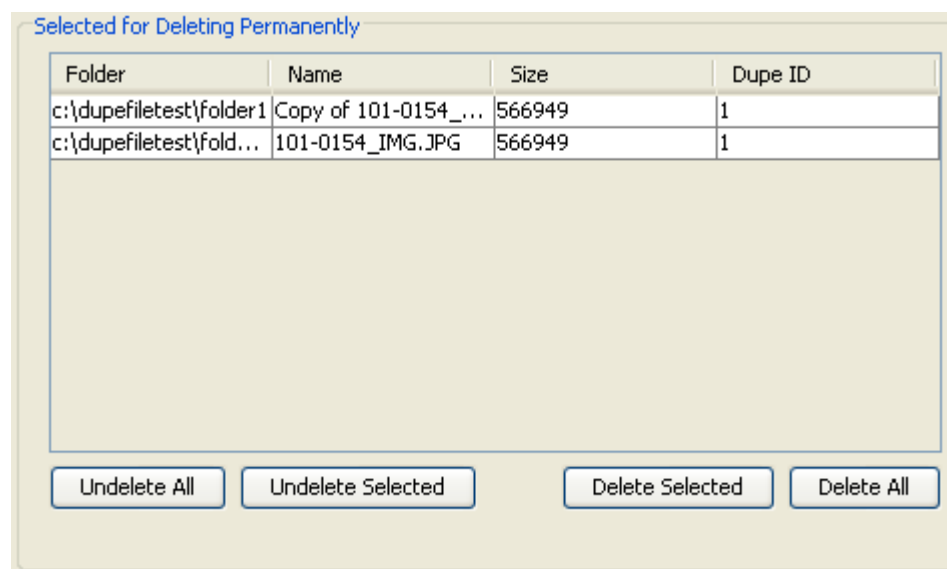 Selected for Deleting Permanently
Folder Name Size Dupe ID
c:\dupefiletest\folder1 Copy of 101-0154_... 566949 1
c:\dupefiletest\fold... 101-0154_IMG.JPG 566949 1
Undelete All Undelete Selected Delete Selected Delete All